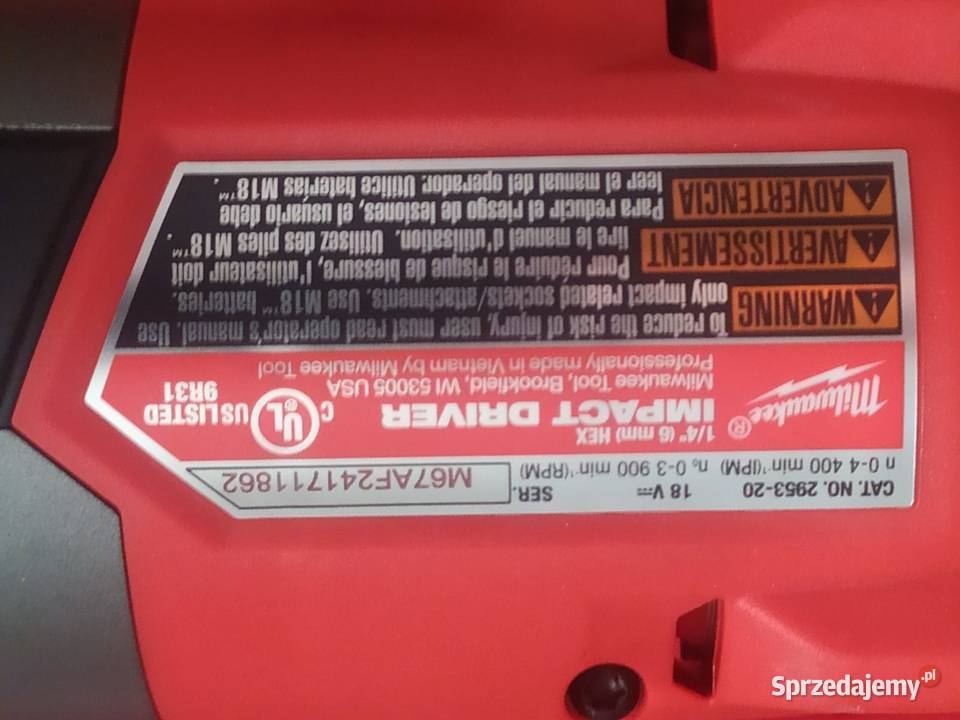 CAT. NO. 2953-20 18 V⎓ SER. M67AF241711862
n 0-4 400 min⁻¹(IPM) n₀ 0-3 900 min⁻¹(RPM)
Milwaukee®
1/4" (6 mm) HEX
IMPACT DRIVER
C UL® US LISTED
9R31
Milwaukee Tool, Brookfield, WI 53005 USA
Professionally made in Vietnam by Milwaukee Tool
WARNING To reduce the risk of injury, user must read operator's manual. Use
only impact related sockets/attachments. Use M18™ batteries.
AVERTISSEMENT Pour réduire le risque de blessure, l'utilisateur doit
lire le manuel d'utilisation. Utilisez des piles M18™.
ADVERTENCIA Para reducir el riesgo de lesiones, el usuario debe
leer el manual del operador. Utilice baterías M18™.
Sprzedajemy.pl